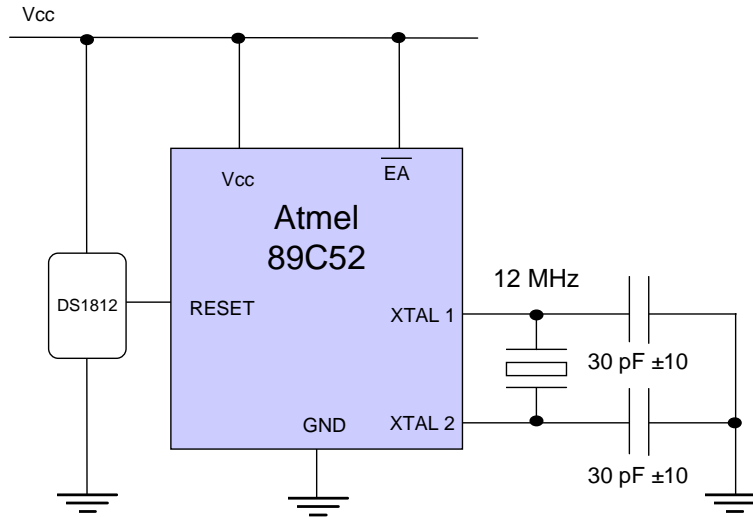 Vcc
Vcc
EA
Atmel
89C52
12 MHz
DS1812
RESET
XTAL 1
30 pF ±10
GND
XTAL 2
30 pF ±10